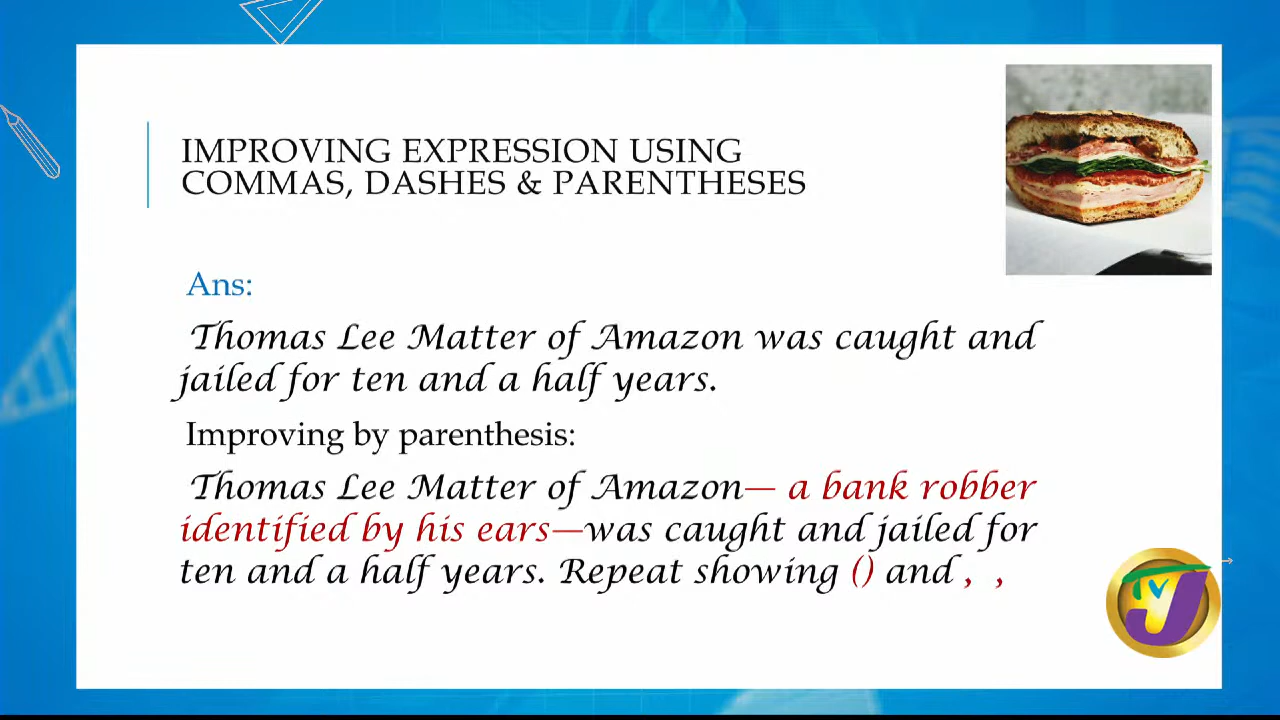 IMPROVING EXPRESSION USING
COMMAS, DASHES & PARENTHESES
Ans:
Thomas Lee Matter of Amazon was caught and
jailed for ten and a half years.
Improving by parenthesis:
Thomas Lee Matter of Amazon— a bank robber
identified by his ears—was caught and jailed for
ten and a half years. Repeat showing () and , ,
TVJ